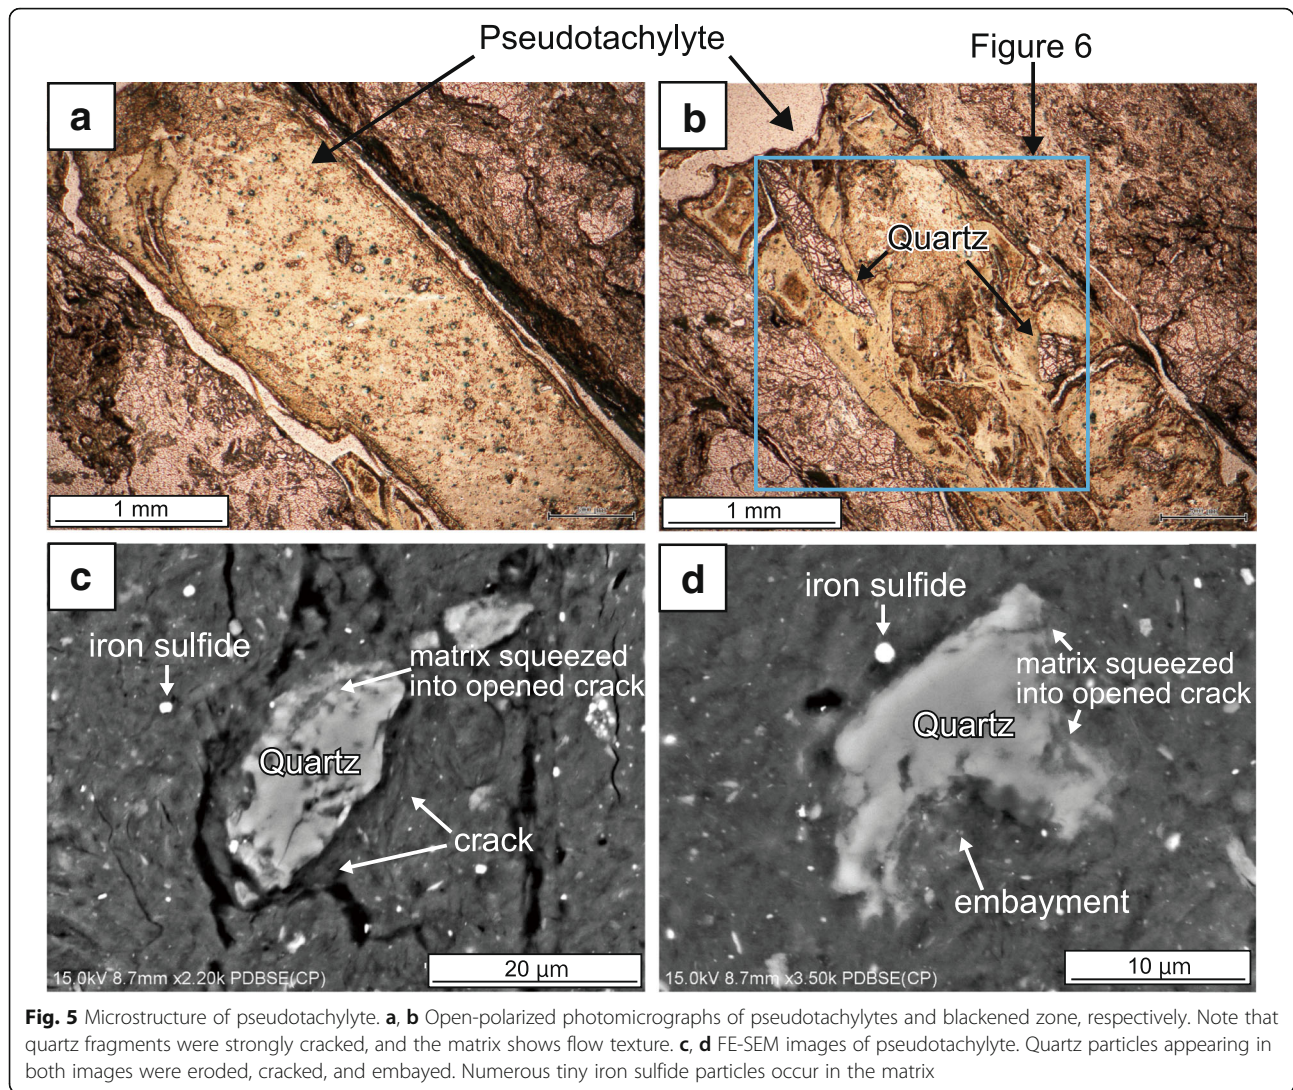 Pseudotachylyte
Figure 6
a
b
Quartz
1 mm
1 mm
c
d
iron sulfide
matrix squeezed
into opened crack
Quartz
crack
15.0kV 8.7mm x2.20k PDBSE(CP)
20 µm
iron sulfide
matrix squeezed
into opened crack
Quartz
embayment
15.0kV 8.7mm x3.50k PDBSE(CP)
10 µm
Fig. 5 Microstructure of pseudotachylyte. a, b Open-polarized photomicrographs of pseudotachylytes and blackened zone, respectively. Note that
quartz fragments were strongly cracked, and the matrix shows flow texture. c, d FE-SEM images of pseudotachylyte. Quartz particles appearing in
both images were eroded, cracked, and embayed. Numerous tiny iron sulfide particles occur in the matrix